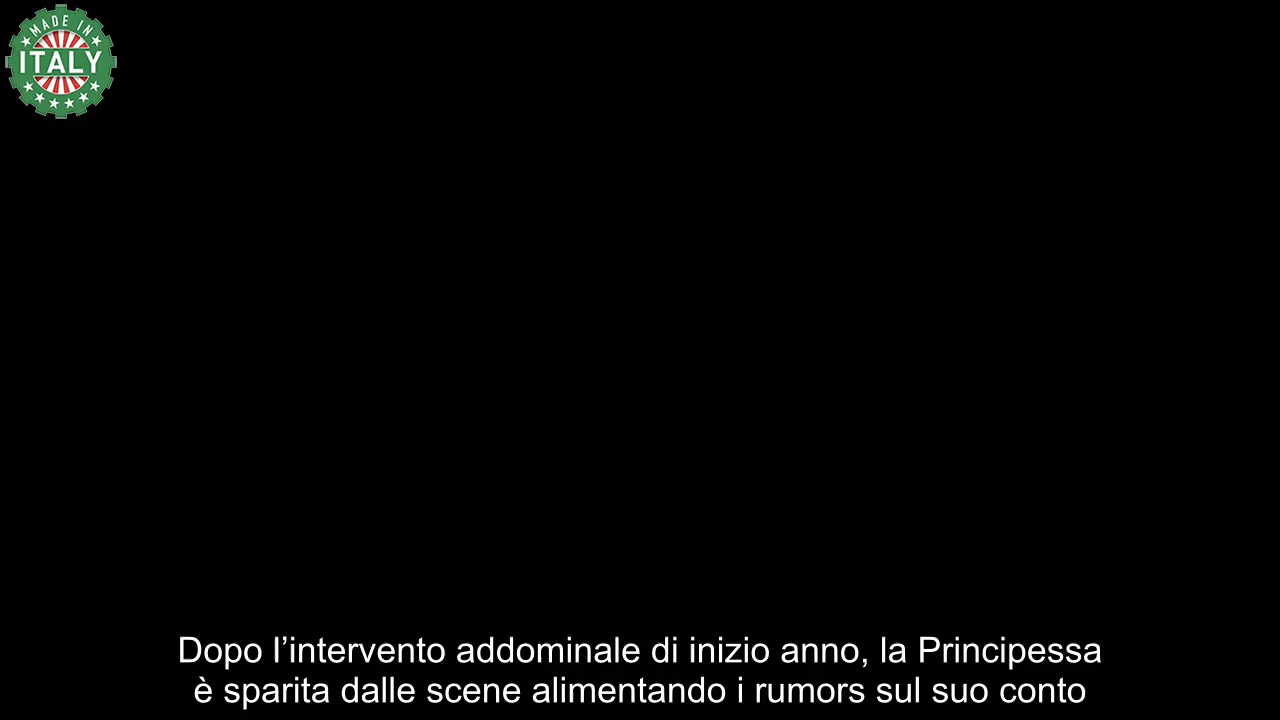 MADE IN
ITALY
Dopo l’intervento addominale di inizio anno, la Principessa
è sparita dalle scene alimentando i rumors sul suo conto